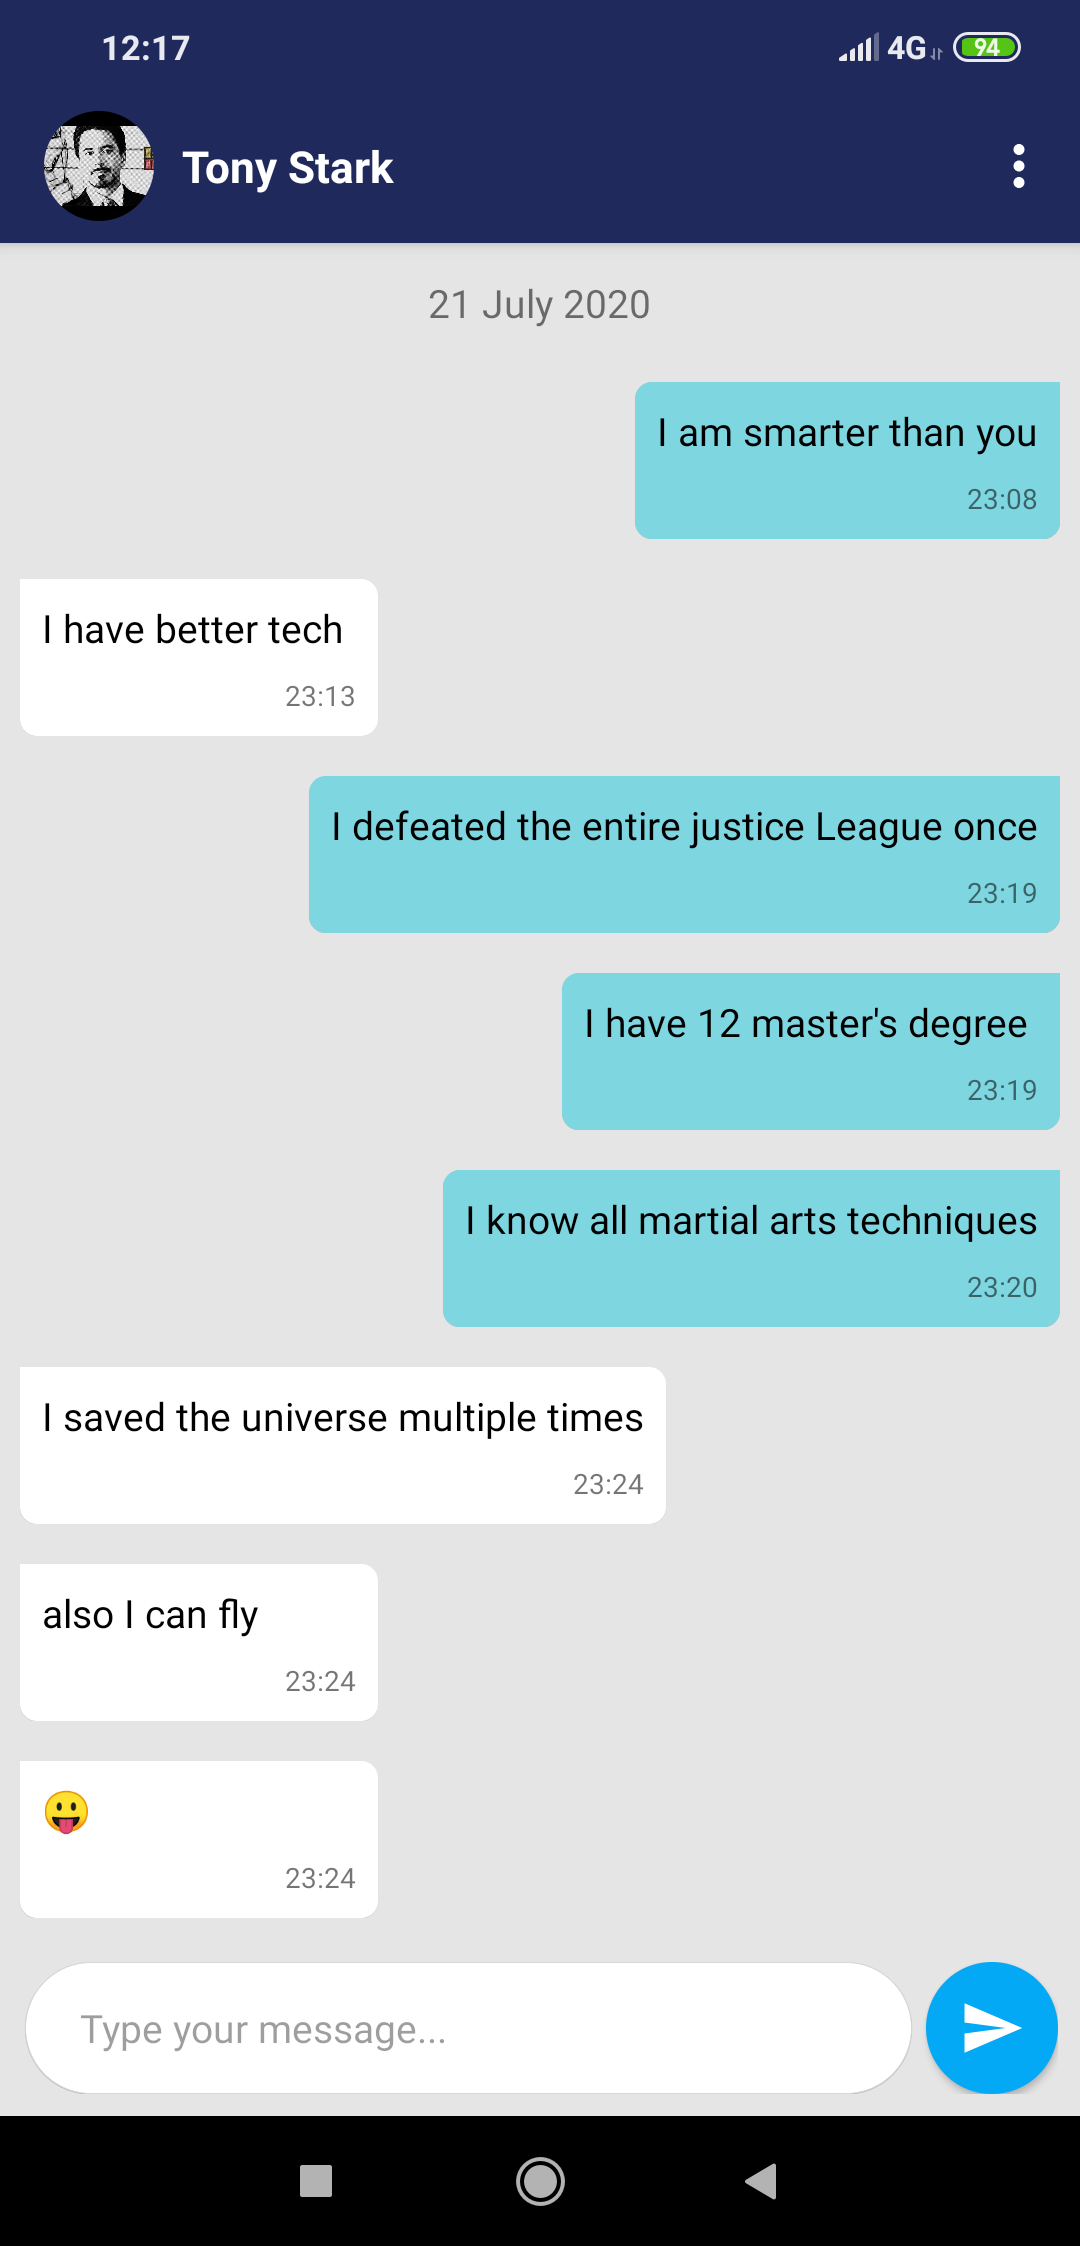 12:17
4G
94
Tony Stark
21 July 2020
I am smarter than you
23:08
I have better tech
23:13
I defeated the entire justice League once
23:19
I have 12 master's degree
23:19
I know all martial arts techniques
23:20
I saved the universe multiple times
23:24
also I can fly
23:24
😛
23:24
Type your message...